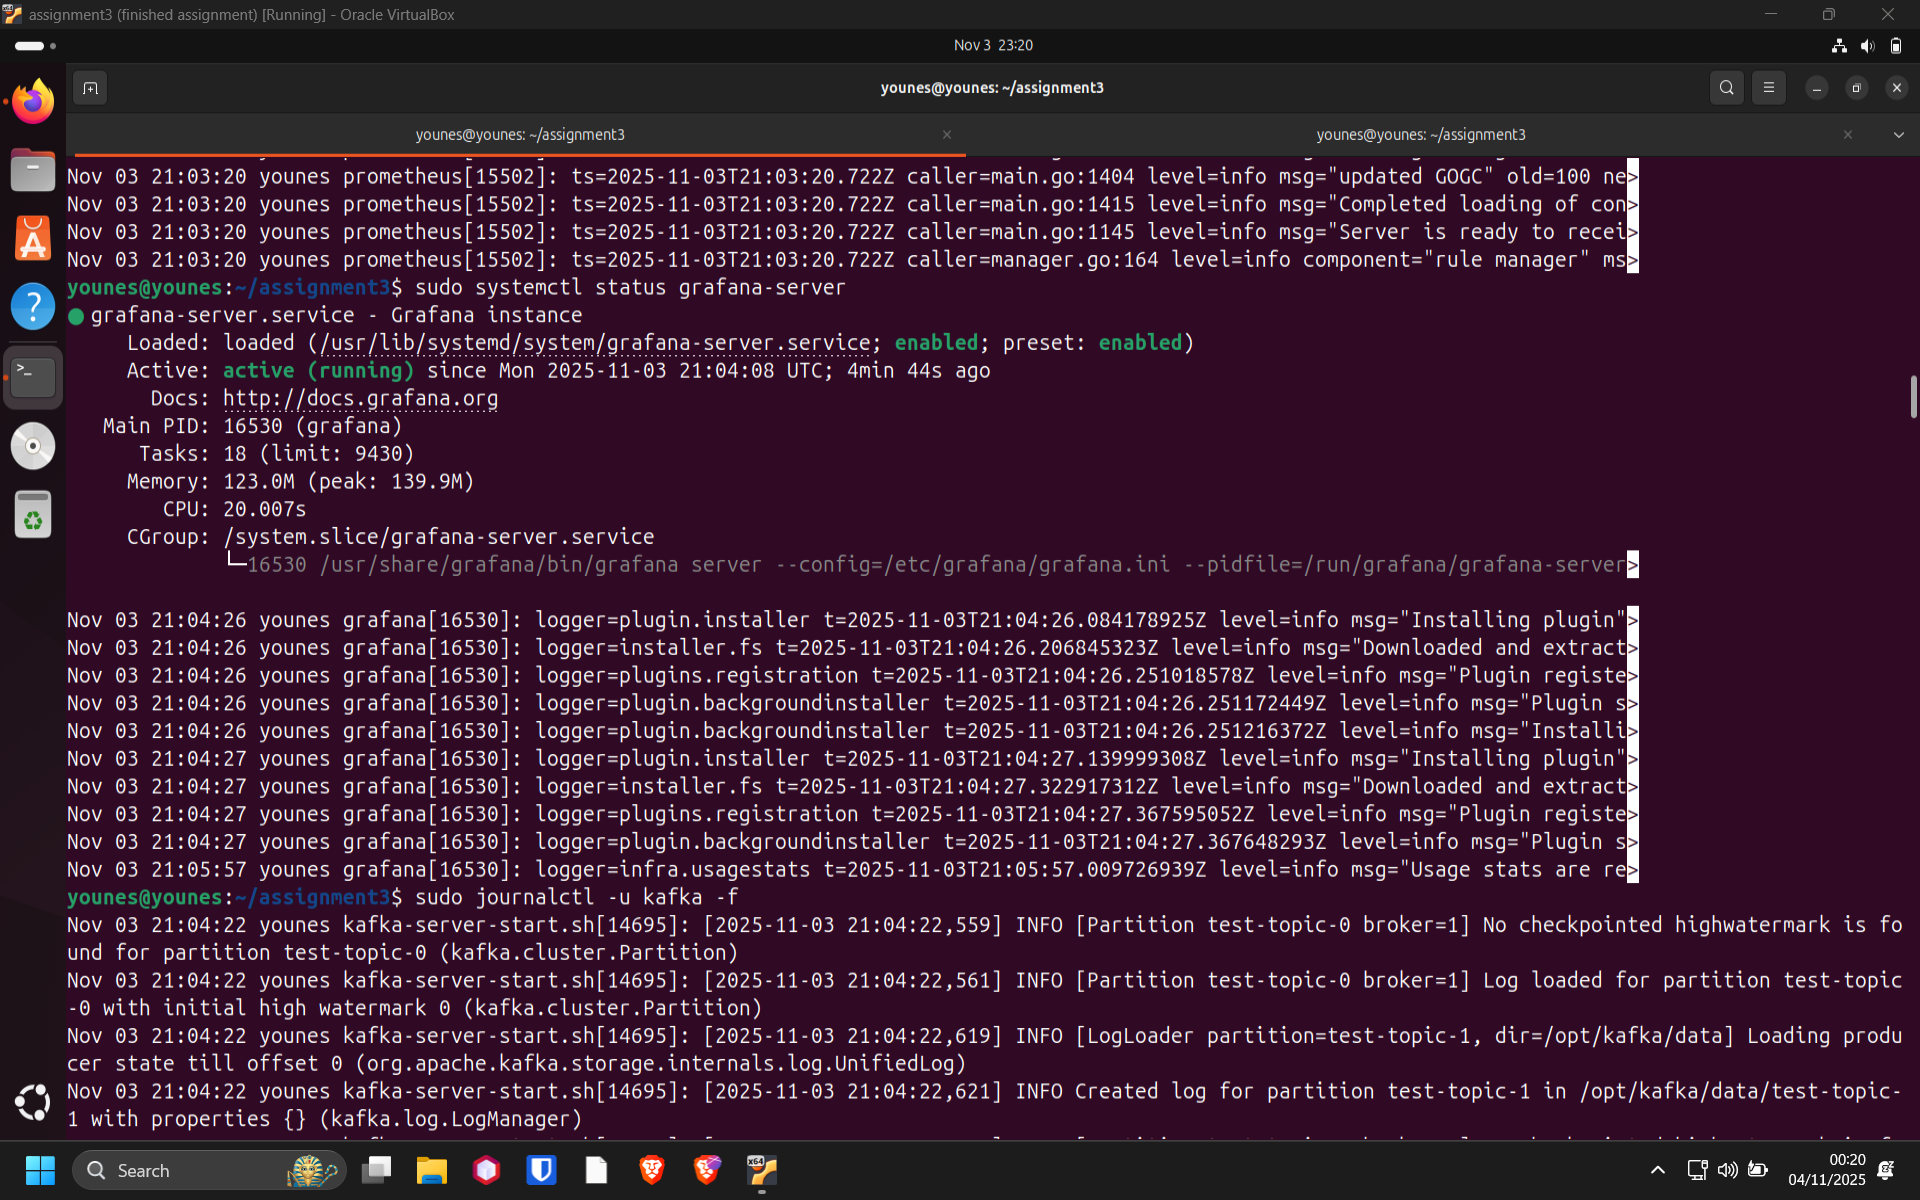 assignment3 (finished assignment) [Running] - Oracle VirtualBox
Nov 3 23:20
younes@younes: ~/assignment3
younes@younes: ~/assignment3
younes@younes: ~/assignment3
Nov 03 21:03:20 younes prometheus[15502]: ts=2025-11-03T21:03:20.722Z caller=main.go:1404 level=info msg="updated GOGC" old=100 ne>
Nov 03 21:03:20 younes prometheus[15502]: ts=2025-11-03T21:03:20.722Z caller=main.go:1415 level=info msg="Completed loading of con>
Nov 03 21:03:20 younes prometheus[15502]: ts=2025-11-03T21:03:20.722Z caller=main.go:1145 level=info msg="Server is ready to recei>
Nov 03 21:03:20 younes prometheus[15502]: ts=2025-11-03T21:03:20.722Z caller=manager.go:164 level=info component="rule manager" ms>
younes@younes:~/assignment3$ sudo systemctl status grafana-server
● grafana-server.service - Grafana instance
Loaded: loaded (/usr/lib/systemd/system/grafana-server.service; enabled; preset: enabled)
Active: active (running) since Mon 2025-11-03 21:04:08 UTC; 4min 44s ago
Docs: http://docs.grafana.org
Main PID: 16530 (grafana)
Tasks: 18 (limit: 9430)
Memory: 123.0M (peak: 139.9M)
CPU: 20.007s
CGroup: /system.slice/grafana-server.service
└─16530 /usr/share/grafana/bin/grafana server --config=/etc/grafana/grafana.ini --pidfile=/run/grafana/grafana-server>
Nov 03 21:04:26 younes grafana[16530]: logger=plugin.installer t=2025-11-03T21:04:26.084178925Z level=info msg="Installing plugin">
Nov 03 21:04:26 younes grafana[16530]: logger=installer.fs t=2025-11-03T21:04:26.206845323Z level=info msg="Downloaded and extract>
Nov 03 21:04:26 younes grafana[16530]: logger=plugins.registration t=2025-11-03T21:04:26.251018578Z level=info msg="Plugin registe>
Nov 03 21:04:26 younes grafana[16530]: logger=plugin.backgroundinstaller t=2025-11-03T21:04:26.251172449Z level=info msg="Plugin s>
Nov 03 21:04:26 younes grafana[16530]: logger=plugin.backgroundinstaller t=2025-11-03T21:04:26.251216372Z level=info msg="Installi>
Nov 03 21:04:27 younes grafana[16530]: logger=plugin.installer t=2025-11-03T21:04:27.139999308Z level=info msg="Installing plugin">
Nov 03 21:04:27 younes grafana[16530]: logger=installer.fs t=2025-11-03T21:04:27.322917312Z level=info msg="Downloaded and extract>
Nov 03 21:04:27 younes grafana[16530]: logger=plugins.registration t=2025-11-03T21:04:27.367595052Z level=info msg="Plugin registe>
Nov 03 21:04:27 younes grafana[16530]: logger=plugin.backgroundinstaller t=2025-11-03T21:04:27.367648293Z level=info msg="Plugin s>
Nov 03 21:05:57 younes grafana[16530]: logger=infra.usagestats t=2025-11-03T21:05:57.009726939Z level=info msg="Usage stats are re>
younes@younes:~/assignment3$ sudo journalctl -u kafka -f
Nov 03 21:04:22 younes kafka-server-start.sh[14695]: [2025-11-03 21:04:22,559] INFO [Partition test-topic-0 broker=1] No checkpointed highwatermark is fo
und for partition test-topic-0 (kafka.cluster.Partition)
Nov 03 21:04:22 younes kafka-server-start.sh[14695]: [2025-11-03 21:04:22,561] INFO [Partition test-topic-0 broker=1] Log loaded for partition test-topic
-0 with initial high watermark 0 (kafka.cluster.Partition)
Nov 03 21:04:22 younes kafka-server-start.sh[14695]: [2025-11-03 21:04:22,619] INFO [LogLoader partition=test-topic-1, dir=/opt/kafka/data] Loading produ
cer state till offset 0 (org.apache.kafka.storage.internals.log.UnifiedLog)
Nov 03 21:04:22 younes kafka-server-start.sh[14695]: [2025-11-03 21:04:22,621] INFO Created log for partition test-topic-1 in /opt/kafka/data/test-topic-
1 with properties {} (kafka.log.LogManager)
Search
00:20
04/11/2025